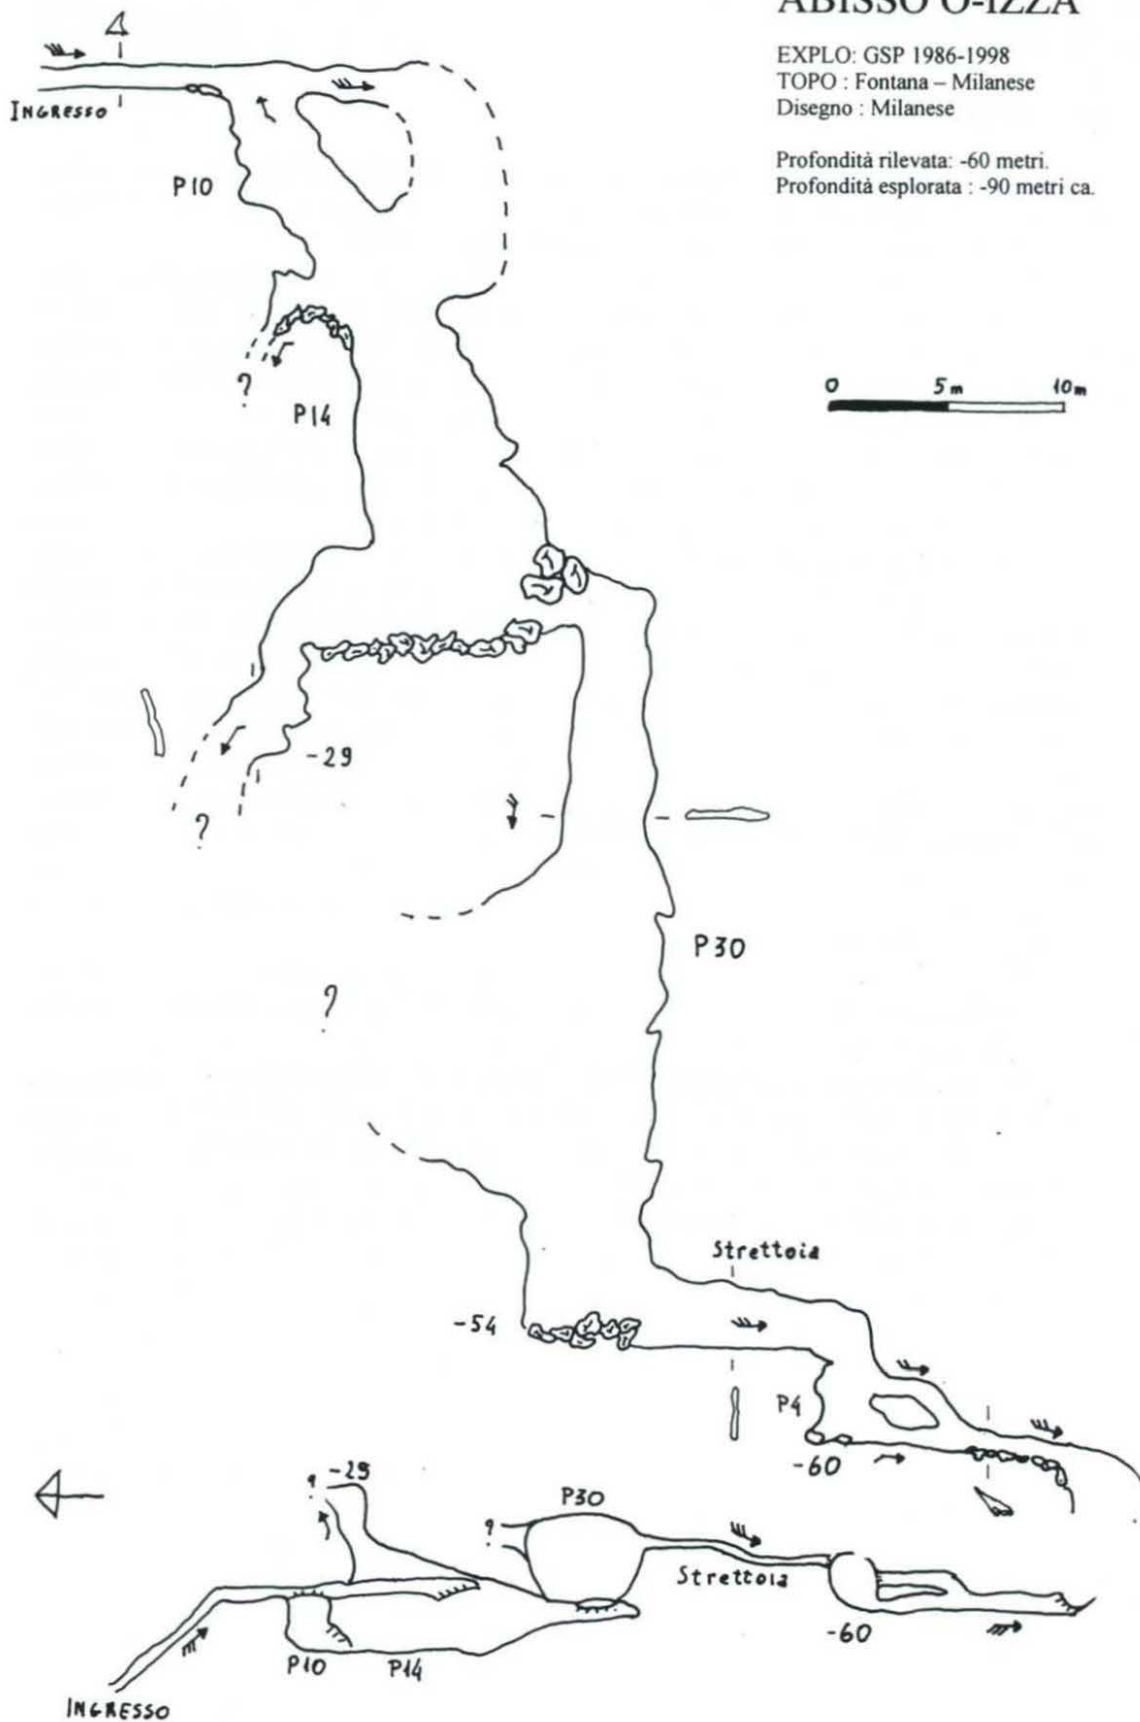 ABISSO O-IZZA
EXPLO: GSP 1986-1998
TOPO : Fontana – Milanese
Disegno : Milanese
Profondità rilevata: -60 metri.
Profondità esplorata : -90 metri ca.
INGRESSO
P10
?
P14
0 5m 10m
-29
?
P30
?
Strettoia
-54
P4
-60
? -29
P30
?
Strettoia
-60
P10 P14
INGRESSO